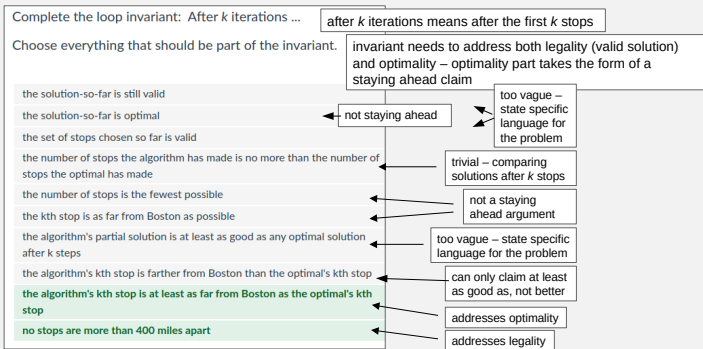 Complete the loop invariant: After k iterations ...
after k iterations means after the first k stops
Choose everything that should be part of the invariant.
invariant needs to address both legality (valid solution)
and optimality – optimality part takes the form of a
staying ahead claim
the solution-so-far is still valid
too vague –
state specific
language for
the problem
the solution-so-far is optimal
not staying ahead
the set of stops chosen so far is valid
the number of stops the algorithm has made is no more than the number of
stops the optimal has made
trivial – comparing
solutions after k stops
the number of stops is the fewest possible
not a staying
ahead argument
the kth stop is as far from Boston as possible
the algorithm's partial solution is at least as good as any optimal solution
after k steps
too vague – state specific
language for the problem
the algorithm's kth stop is farther from Boston than the optimal's kth stop
can only claim at least
as good as, not better
the algorithm's kth stop is at least as far from Boston as the optimal's kth
stop
addresses optimality
no stops are more than 400 miles apart
addresses legality